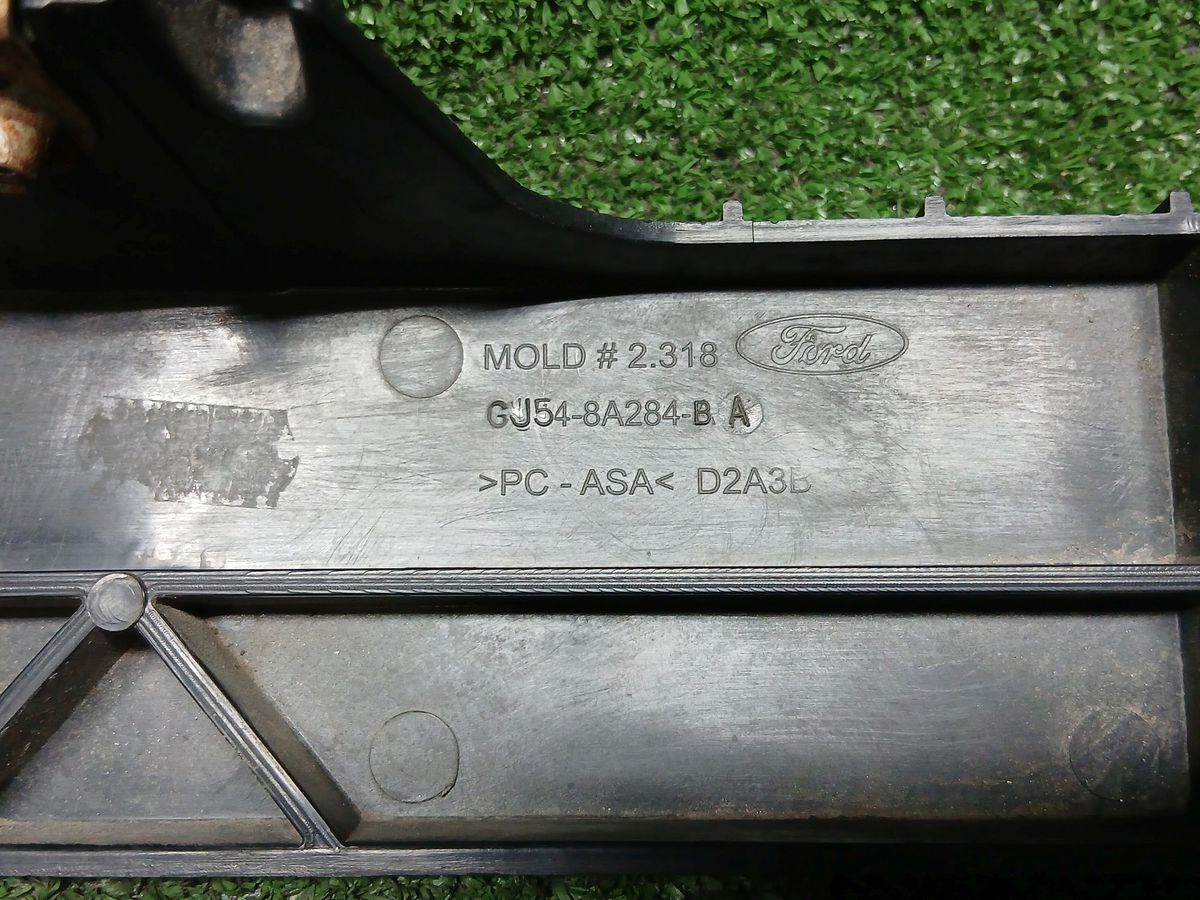 MOLD # 2.318 Ford
GJ54-8A284-B A
>PC - ASA< D2A3B